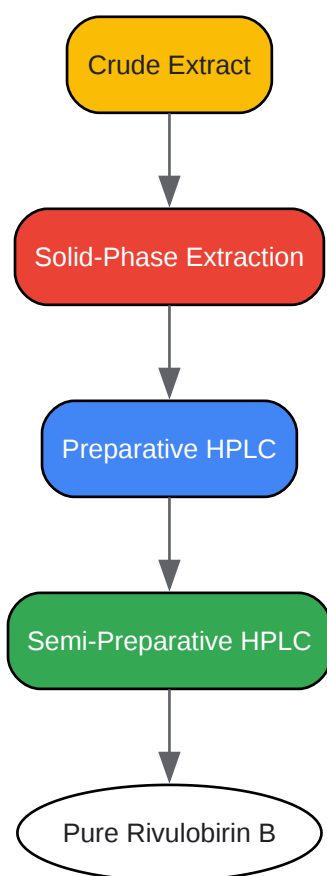 Crude Extract
Solid-Phase Extraction
Preparative HPLC
Semi-Preparative HPLC
Pure Rivulobirin B